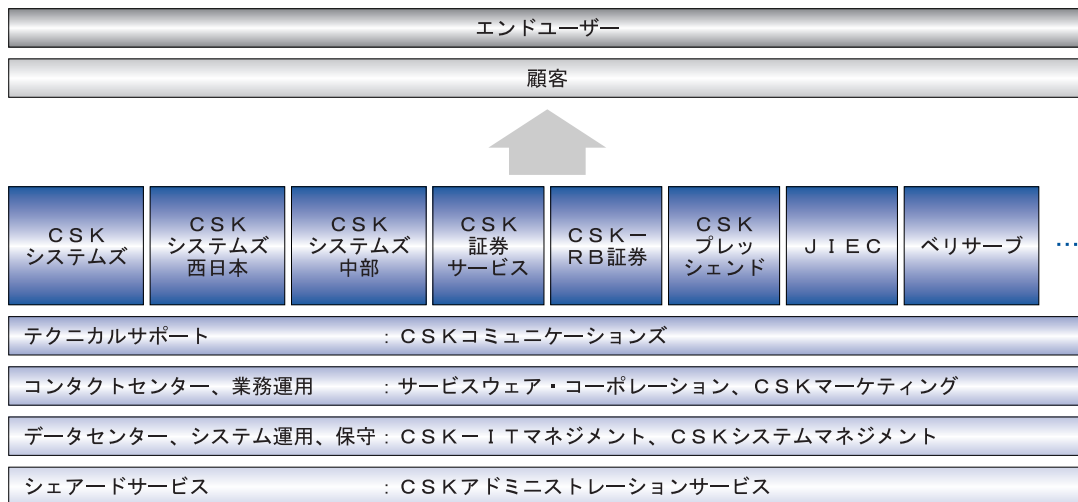 エンドユーザー
顧客
CSK
システムズ
CSK
システムズ
西日本
CSK
システムズ
中部
CSK
証券
サービス
CSKー
RB証券
CSK
プレッ
シェンド
JIEC
ベリサーブ
…
テクニカルサポート : CSKコミュニケーションズ
コンタクトセンター、業務運用 : サービスウェア・コーポレーション、CSKマーケティング
データセンター、システム運用、保守 : CSKーITマネジメント、CSKシステムマネジメント
シェアードサービス : CSKアドミニストレーションサービス